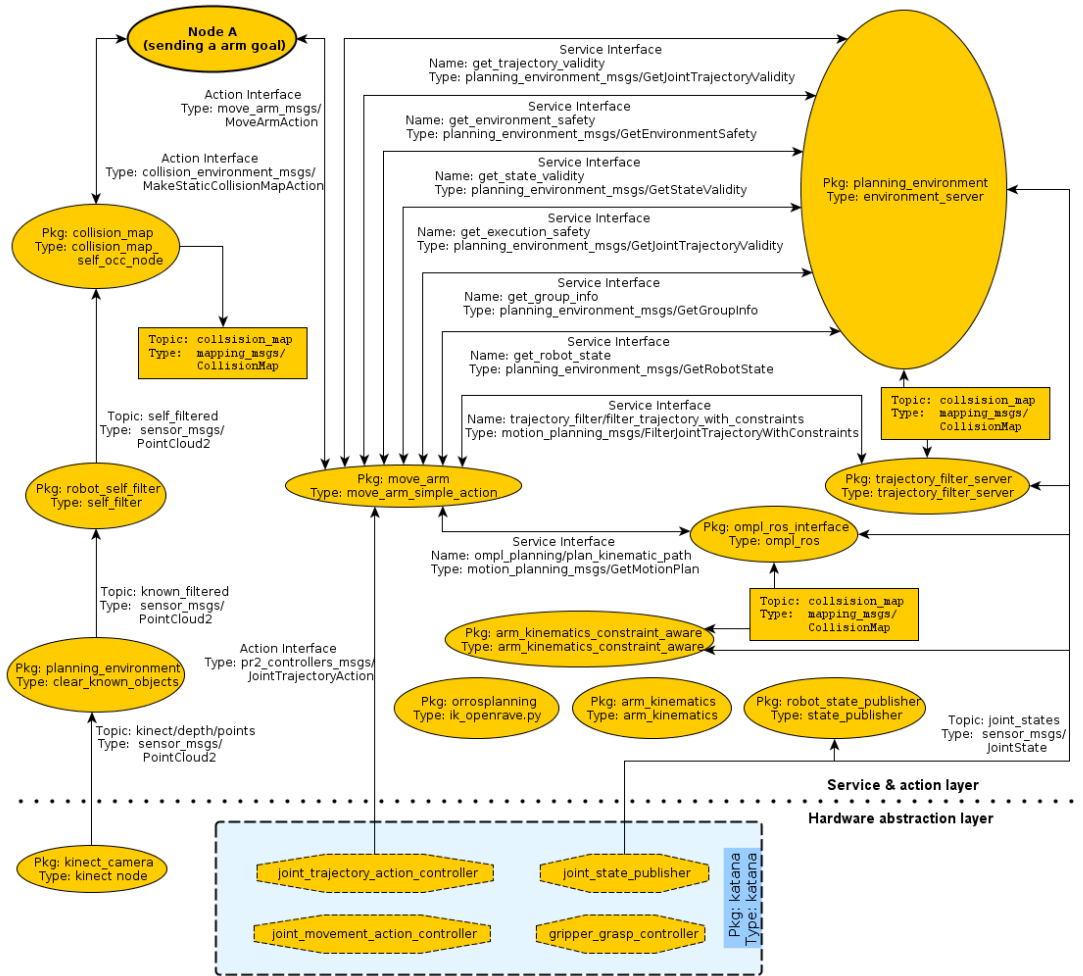 Node A
(sending a arm goal)
Action Interface
Type: move_arm_msgs/
MoveArmAction
Action Interface
Type: collision_environment_msgs/
MakeStaticCollisionMapAction
Service Interface
Name: get_trajectory_validity
Type: planning_environment_msgs/GetJointTrajectoryValidity
Service Interface
Name: get_environment_safety
Type: planning_environment_msgs/GetEnvironmentSafety
Service Interface
Name: get_state_validity
Type: planning_environment_msgs/GetStateValidity
Service Interface
Name: get_execution_safety
Type: planning_environment_msgs/GetJointTrajectoryValidity
Service Interface
Name: get_group_info
Type: planning_environment_msgs/GetGroupInfo
Service Interface
Name: get_robot_state
Type: planning_environment_msgs/GetRobotState
Service Interface
Name: trajectory_filter/filter_trajectory_with_constraints
Type: motion_planning_msgs/FilterJointTrajectoryWithConstraints
Pkg: planning_environment
Type: environment_server
Pkg: collision_map
Type: collision_map_
self_occ_node
Topic: collsision_map
Type: mapping_msgs/
CollisionMap
Topic: collsision_map
Type: mapping_msgs/
CollisionMap
Topic: self_filtered
Type: sensor_msgs/
PointCloud2
Pkg: robot_self_filter
Type: self_filter
Pkg: move_arm
Type: move_arm_simple_action
Pkg: trajectory_filter_server
Type: trajectory_filter_server
Pkg: ompl_ros_interface
Type: ompl_ros
Service Interface
Name: ompl_planning/plan_kinematic_path
Type: motion_planning_msgs/GetMotionPlan
Topic: known_filtered
Type: sensor_msgs/
PointCloud2
Topic: collsision_map
Type: mapping_msgs/
CollisionMap
Pkg: arm_kinematics_constraint_aware
Type: arm_kinematics_constraint_aware
Action Interface
Type: pr2_controllers_msgs/
JointTrajectoryAction
Pkg: planning_environment
Type: clear_known_objects
Pkg: orrosplanning
Type: ik_openrave.py
Pkg: arm_kinematics
Type: arm_kinematics
Pkg: robot_state_publisher
Type: state_publisher
Topic: kinect/depth/points
Type: sensor_msgs/
PointCloud2
Topic: joint_states
Type: sensor_msgs/
JointState
Service & action layer
Hardware abstraction layer
Pkg: kinect_camera
Type: kinect node
joint_trajectory_action_controller
joint_state_publisher
joint_movement_action_controller
gripper_grasp_controller
Pkg: katana
Type: katana